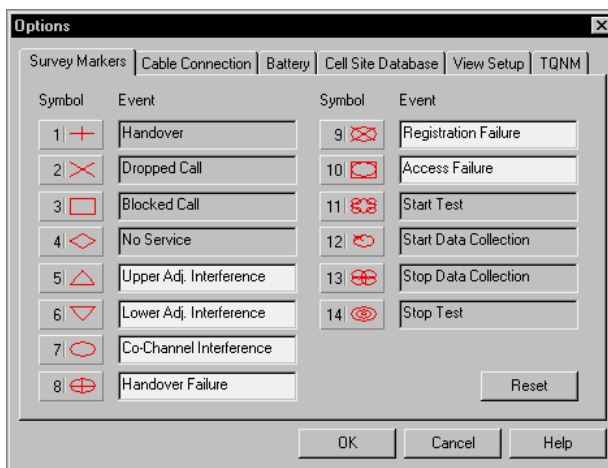 Options
Survey Markers Cable Connection Battery Cell Site Database View Setup TQNM
Symbol Event Symbol Event
1 Handover 9 Registration Failure
2 Dropped Call 10 Access Failure
3 Blocked Call 11 Start Test
4 No Service 12 Start Data Collection
5 Upper Adj. Interference 13 Stop Data Collection
6 Lower Adj. Interference 14 Stop Test
7 Co-Channel Interference
8 Handover Failure Reset
OK Cancel Help